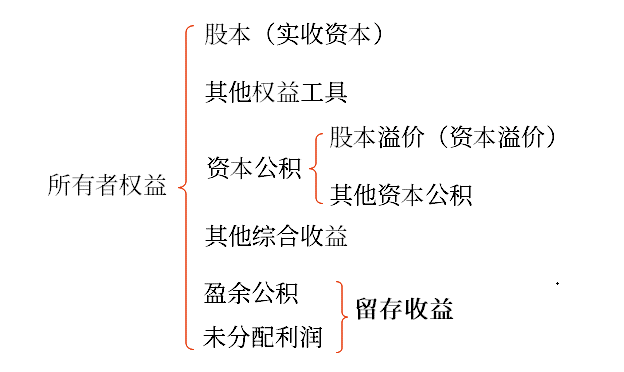 所有者权益
股本（实收资本）
其他权益工具
资本公积
股本溢价（资本溢价）
其他资本公积
其他综合收益
盈余公积
未分配利润
留存收益